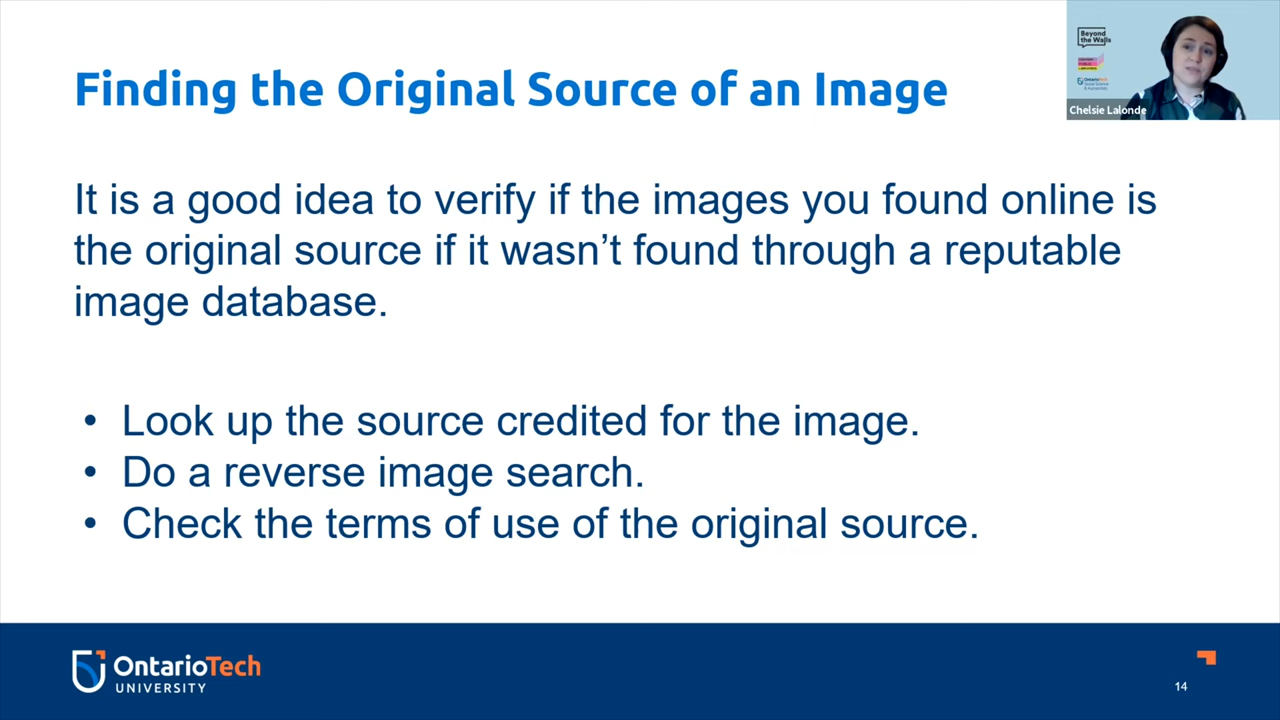 Finding the Original Source of an Image
Beyond
the Walls
Chelsie Lalonde
It is a good idea to verify if the images you found online is
the original source if it wasn’t found through a reputable
image database.
• Look up the source credited for the image.
• Do a reverse image search.
• Check the terms of use of the original source.
OntarioTech
UNIVERSITY
14